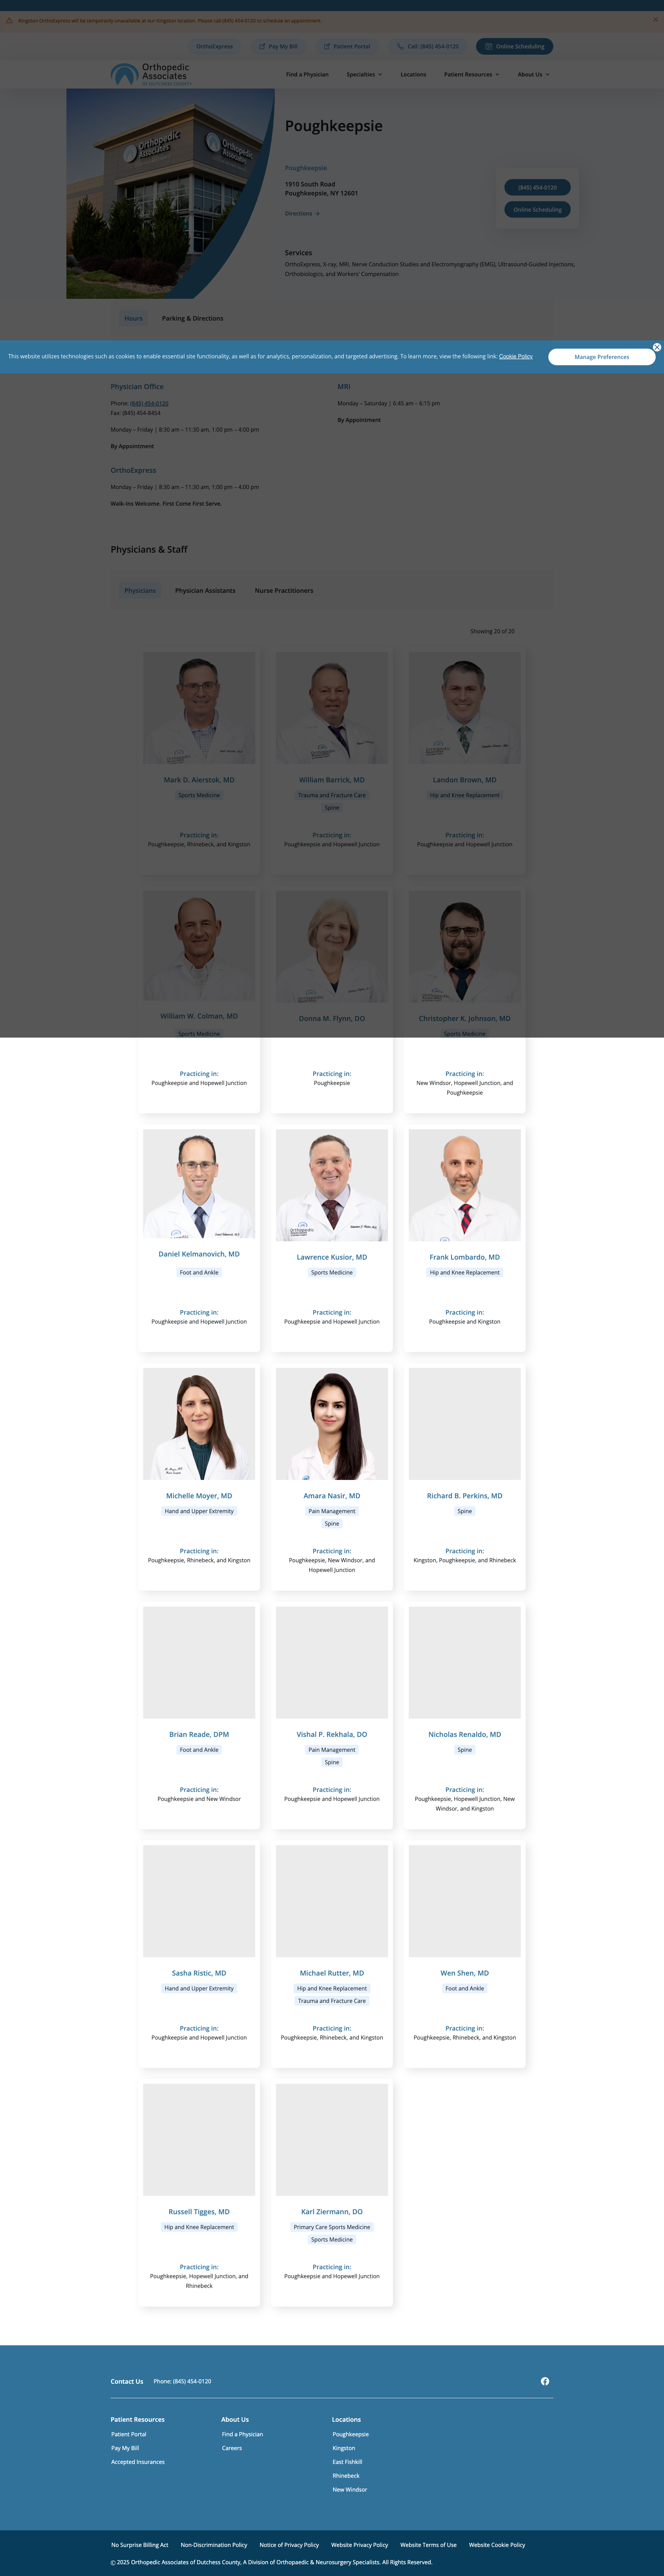 Kingston OrthoExpress will be temporarily unavailable at our Kingston location. Please call (845) 454-0120 to schedule an appointment.
OrthoExpress
Pay My Bill
Patient Portal
Call: (845) 454-0120
Online Scheduling
Orthopedic
Associates
OF DUTCHESS COUNTY
Find a Physician
Specialties
Locations
Patient Resources
About Us
Orthopedic
Associates
Orthopedic
Associates
Poughkeepsie
Poughkeepsie
1910 South Road
Poughkeepsie, NY 12601
Directions
(845) 454-0120
Online Scheduling
Services
OrthoExpress, X-ray, MRI, Nerve Conduction Studies and Electromyography (EMG), Ultrasound-Guided Injections,
Orthobiologics, and Workers' Compensation
Hours
Parking & Directions
This website utilizes technologies such as cookies to enable essential site functionality, as well as for analytics, personalization, and targeted advertising. To learn more, view the following link: Cookie Policy
Manage Preferences
Physician Office
Phone: (845) 454-0120
Fax: (845) 454-8454
Monday – Friday | 8:30 am – 11:30 am, 1:00 pm – 4:00 pm
By Appointment
MRI
Monday – Saturday | 6:45 am – 6:15 pm
By Appointment
OrthoExpress
Monday – Friday | 8:30 am – 11:30 am, 1:00 pm – 4:00 pm
Walk-Ins Welcome. First Come First Serve.
Physicians & Staff
Physicians
Physician Assistants
Nurse Practitioners
Showing 20 of 20
Mark D. Aierstok, MD
Sports Medicine
Practicing in:
Poughkeepsie, Rhinebeck, and Kingston
William Barrick, MD
Trauma and Fracture Care
Spine
Practicing in:
Poughkeepsie and Hopewell Junction
Landon Brown, MD
Hip and Knee Replacement
Practicing in:
Poughkeepsie and Hopewell Junction
William W. Colman, MD
Sports Medicine
Practicing in:
Poughkeepsie and Hopewell Junction
Donna M. Flynn, DO
Practicing in:
Poughkeepsie
Christopher K. Johnson, MD
Sports Medicine
Practicing in:
New Windsor, Hopewell Junction, and
Poughkeepsie
Daniel Kelmanovich, MD
Foot and Ankle
Practicing in:
Poughkeepsie and Hopewell Junction
Lawrence Kusior, MD
Sports Medicine
Practicing in:
Poughkeepsie and Hopewell Junction
Frank Lombardo, MD
Hip and Knee Replacement
Practicing in:
Poughkeepsie and Kingston
Michelle Moyer, MD
Hand and Upper Extremity
Practicing in:
Poughkeepsie, Rhinebeck, and Kingston
Amara Nasir, MD
Pain Management
Spine
Practicing in:
Poughkeepsie, New Windsor, and
Hopewell Junction
Richard B. Perkins, MD
Spine
Practicing in:
Kingston, Poughkeepsie, and Rhinebeck
Brian Reade, DPM
Foot and Ankle
Practicing in:
Poughkeepsie and New Windsor
Vishal P. Rekhala, DO
Pain Management
Spine
Practicing in:
Poughkeepsie and Hopewell Junction
Nicholas Renaldo, MD
Spine
Practicing in:
Poughkeepsie, Hopewell Junction, New
Windsor, and Kingston
Sasha Ristic, MD
Hand and Upper Extremity
Practicing in:
Poughkeepsie and Hopewell Junction
Michael Rutter, MD
Hip and Knee Replacement
Trauma and Fracture Care
Practicing in:
Poughkeepsie, Rhinebeck, and Kingston
Wen Shen, MD
Foot and Ankle
Practicing in:
Poughkeepsie, Rhinebeck, and Kingston
Russell Tigges, MD
Hip and Knee Replacement
Practicing in:
Poughkeepsie, Hopewell Junction, and
Rhinebeck
Karl Ziermann, DO
Primary Care Sports Medicine
Sports Medicine
Practicing in:
Poughkeepsie and Hopewell Junction
Contact Us
Phone: (845) 454-0120
Patient Resources
Patient Portal
Pay My Bill
Accepted Insurances
About Us
Find a Physician
Careers
Locations
Poughkeepsie
Kingston
East Fishkill
Rhinebeck
New Windsor
No Surprise Billing Act
Non-Discrimination Policy
Notice of Privacy Policy
Website Privacy Policy
Website Terms of Use
Website Cookie Policy
© 2025 Orthopedic Associates of Dutchess County, A Division of Orthopaedic & Neurosurgery Specialists. All Rights Reserved.